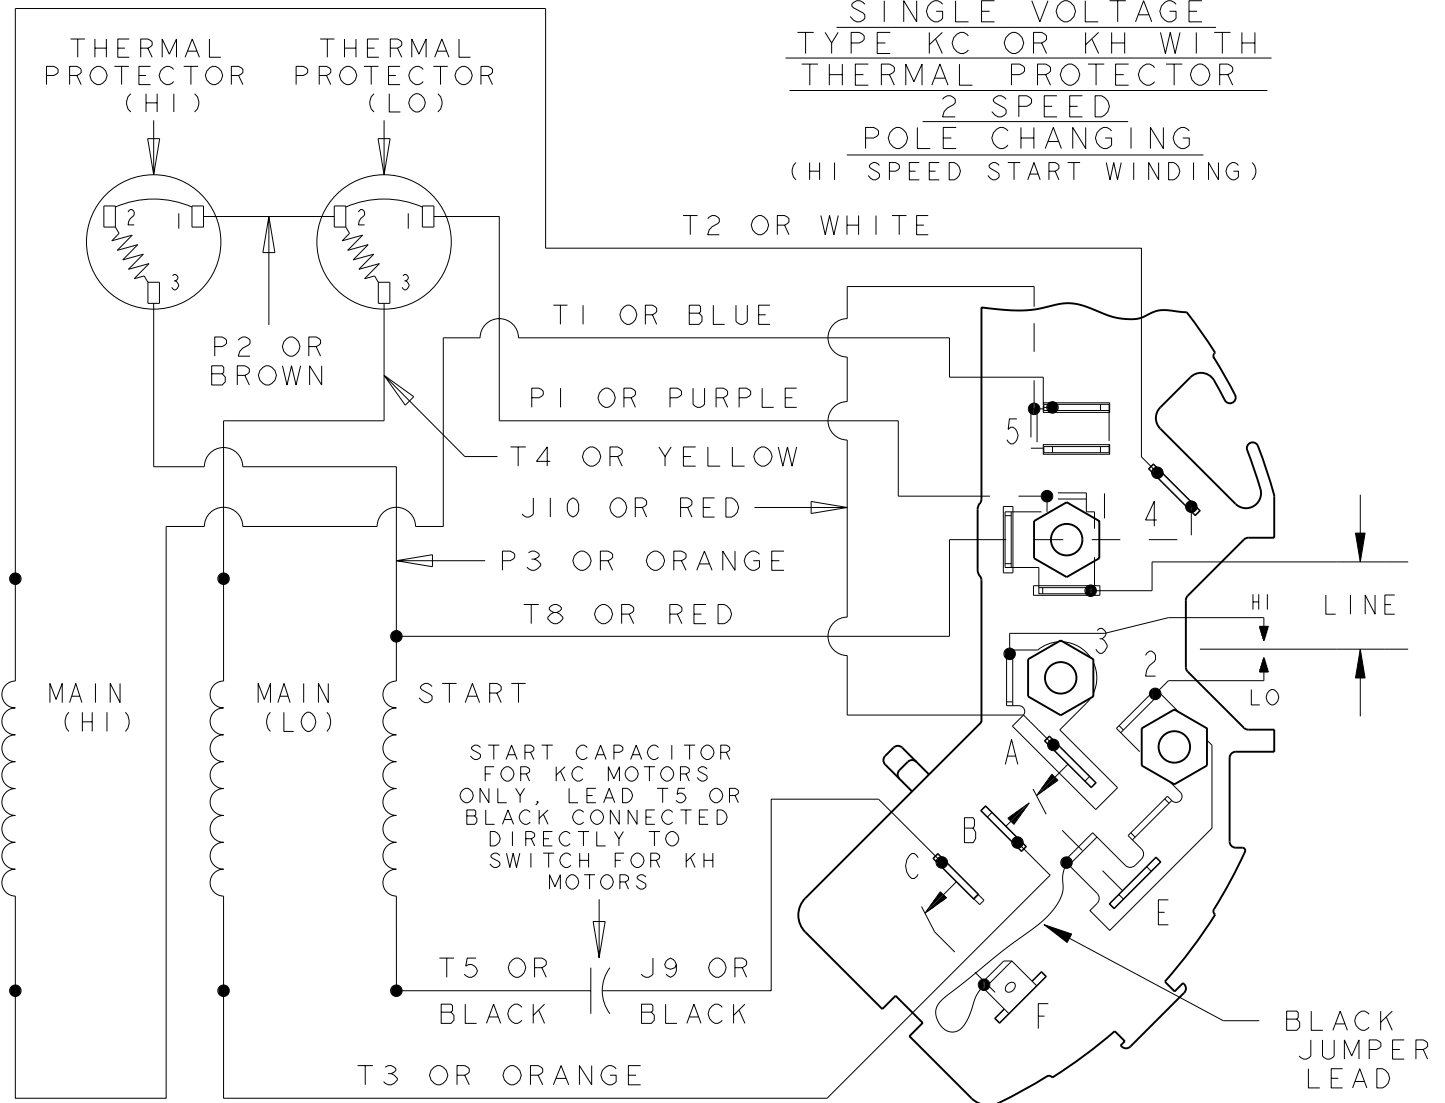 SINGLE VOLTAGE
TYPE KC OR KH WITH
THERMAL PROTECTOR
2 SPEED
POLE CHANGING
(HI SPEED START WINDING)
THERMAL
PROTECTOR
(HI)
THERMAL
PROTECTOR
(LO)
2
1
3
2
1
3
P2 OR
BROWN
T2 OR WHITE
T1 OR BLUE
P1 OR PURPLE
T4 OR YELLOW
J10 OR RED
P3 OR ORANGE
T8 OR RED
5
4
1
HI
LINE
LO
3
2
MAIN
(HI)
MAIN
(LO)
START
START CAPACITOR
FOR KC MOTORS
ONLY, LEAD T5 OR
BLACK CONNECTED
DIRECTLY TO
SWITCH FOR KH
MOTORS
A
B
C
E
F
T5 OR
BLACK
J9 OR
BLACK
T3 OR ORANGE
BLACK
JUMPER
LEAD